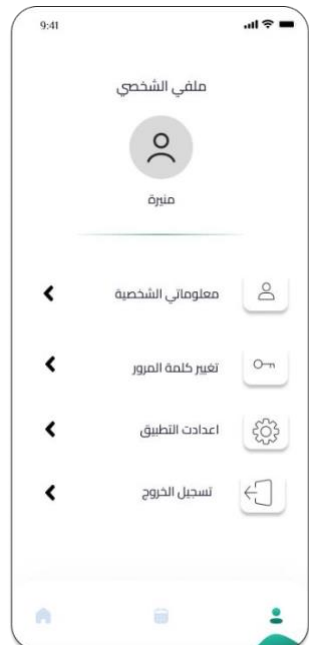 9:41
ملفي الشخصي
منيرة
معلوماتي الشخصية
تغيير كلمة المرور
اعدادت التطبيق
تسجيل الخروج